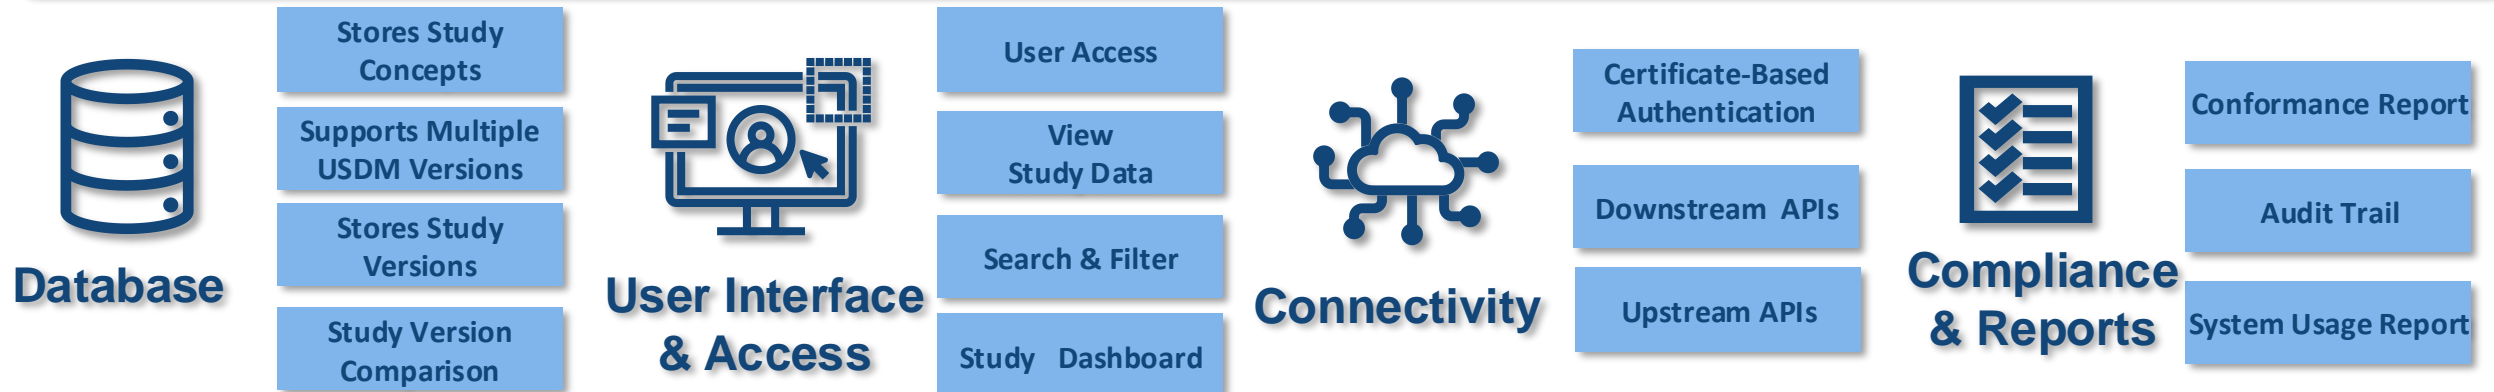 Database
Stores Study
Concepts
Supports Multiple
USDM Versions
Stores Study
Versions
Study Version
Comparison
User Interface
& Access
User Access
View
Study Data
Search & Filter
Study Dashboard
Connectivity
Certificate-Based
Authentication
Downstream APIs
Upstream APIs
Compliance
& Reports
Conformance Report
Audit Trail
System Usage Report